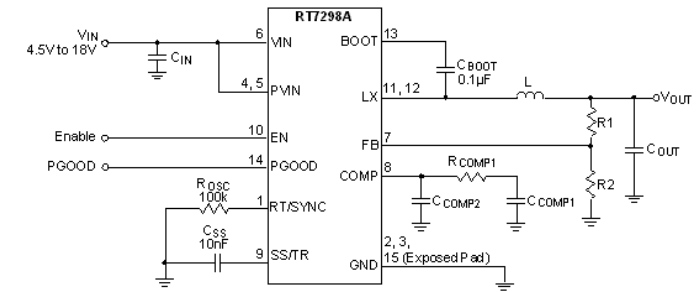 RT7298A
VIN
4.5V to 18V
CIN
6
VIN
4, 5
PVIN
Enable
10
EN
PGOOD
14
PGOOD
ROSC
100k
1
RT/SYNC
CSS
10nF
9
SS/TR
BOOT
13
CBOOT
0.1µF
LX
11, 12
L
VOUT
R1
COUT
FB
7
R2
COMP
8
RCOMP1
CCOMP2
CCOMP1
2, 3,
GND
15 (Exposed Pad)